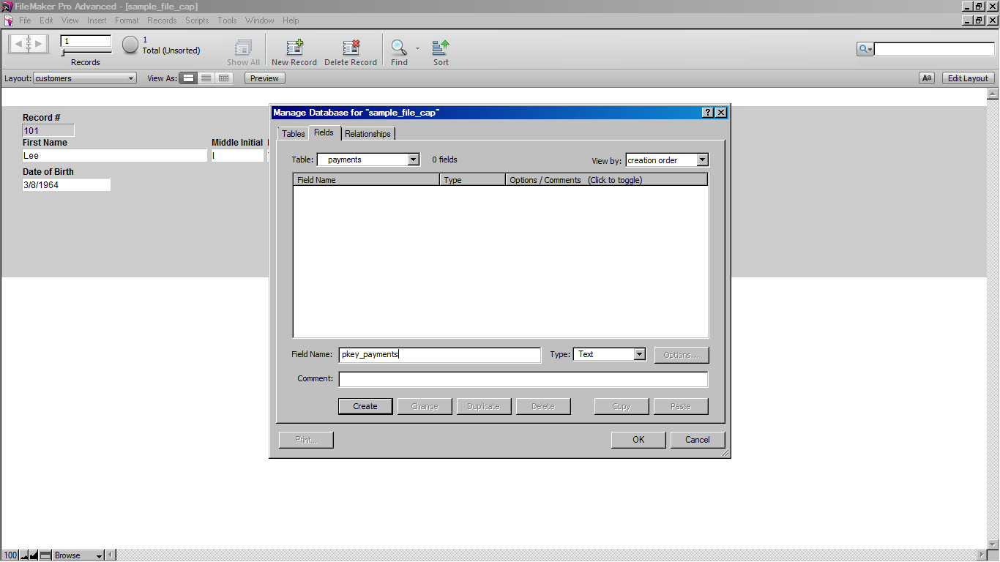 FileMaker Pro Advanced - [sample_file_cap]
File Edit View Insert Format Records Scripts Tools Window Help
1
Records
1
Total (Unsorted)
Show All
New Record
Delete Record
Find
Sort
Layout: customers
View As:
Preview
Aa
Edit Layout
Record #
101
First Name
Middle Initial
Lee
I
Date of Birth
3/8/1964
Manage Database for "sample_file_cap"
Tables Fields Relationships
Table: payments 0 fields View by: creation order
Field Name Type Options / Comments (Click to toggle)
Field Name: pkey_payments Type: Text Options...
Comment:
Create Change Duplicate Delete Copy Paste
Print... OK Cancel
100 Browse